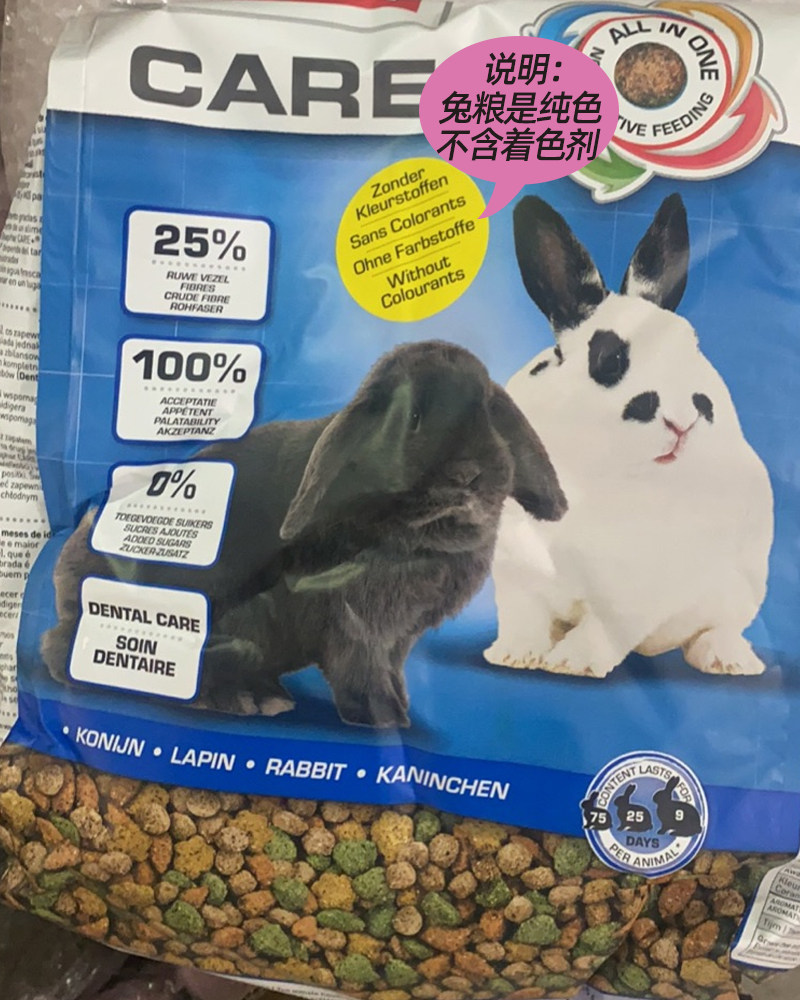 CARE
ALL IN ONE
TIVE FEEDING
说明：
兔粮是纯色
不含着色剂
Zonder
Kleurstoffen
Sans Colorants
Ohne Farbstoffe
Without
Colourants
25%
RUWE VEZEL
FIBRES
CRUDE FIBRE
ROHFASER
100%
ACCEPTATIE
APPÉTENT
PALATABILITY
AKZEPTANZ
0%
TOEGEVOEGDE SUIKERS
SUCRES AJOUTÉS
ADDED SUGARS
ZUCKER-ZUSATZ
DENTAL CARE
SOIN
DENTAIRE
• KONIJN • LAPIN • RABBIT • KANINCHEN
CONTENT LASTS FOR
75 25 9
DAYS
PER ANIMAL